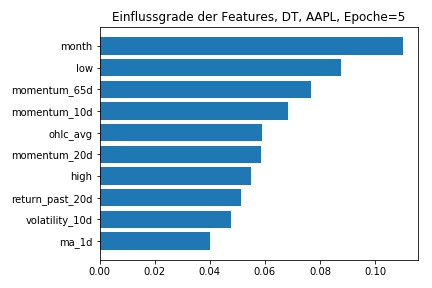 Einflussgrade der Features, DT, AAPL, Epoche=5
month
low
momentum_65d
momentum_10d
ohlc_avg
momentum_20d
high
return_past_20d
volatility_10d
ma_1d
0.00 0.02 0.04 0.06 0.08 0.10